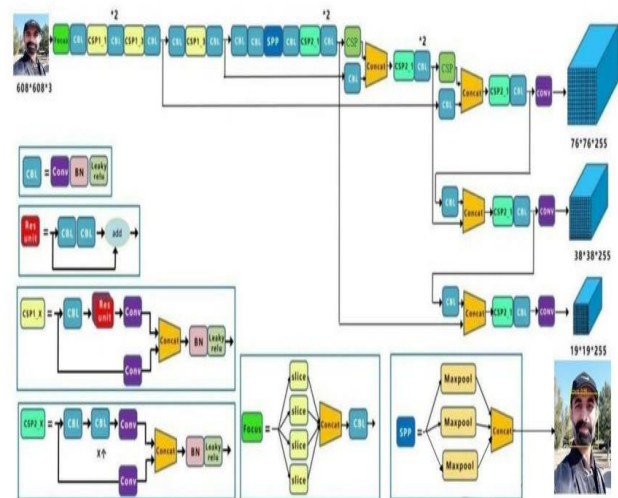 *2 *2
Focus CBL CSP1_1 CBL CSP1_3 CBL CBL CSP1_3 CBL CBL CBL SPP CBL CSP2_1 CBL CSP
*2
CBL Concat CSP2_1 CBL CSP
608*608*3
CBL Concat CSP2_1 CBL CONV
76*76*255
CBL = Conv BN Leaky relu
CBL Concat CSP2_1 CBL CONV
38*38*255
Res unit = CBL CBL add
CBL Concat CSP2_1 CBL CONV
19*19*255
CSP1_X = CBL Res unit Conv
Concat BN Leaky relu
Conv
CSP2_X = CBL CBL Conv
X↑
Concat BN Leaky relu
Conv
Focus = slice slice slice slice Concat CBL
SPP = Maxpool Maxpool Maxpool Concat